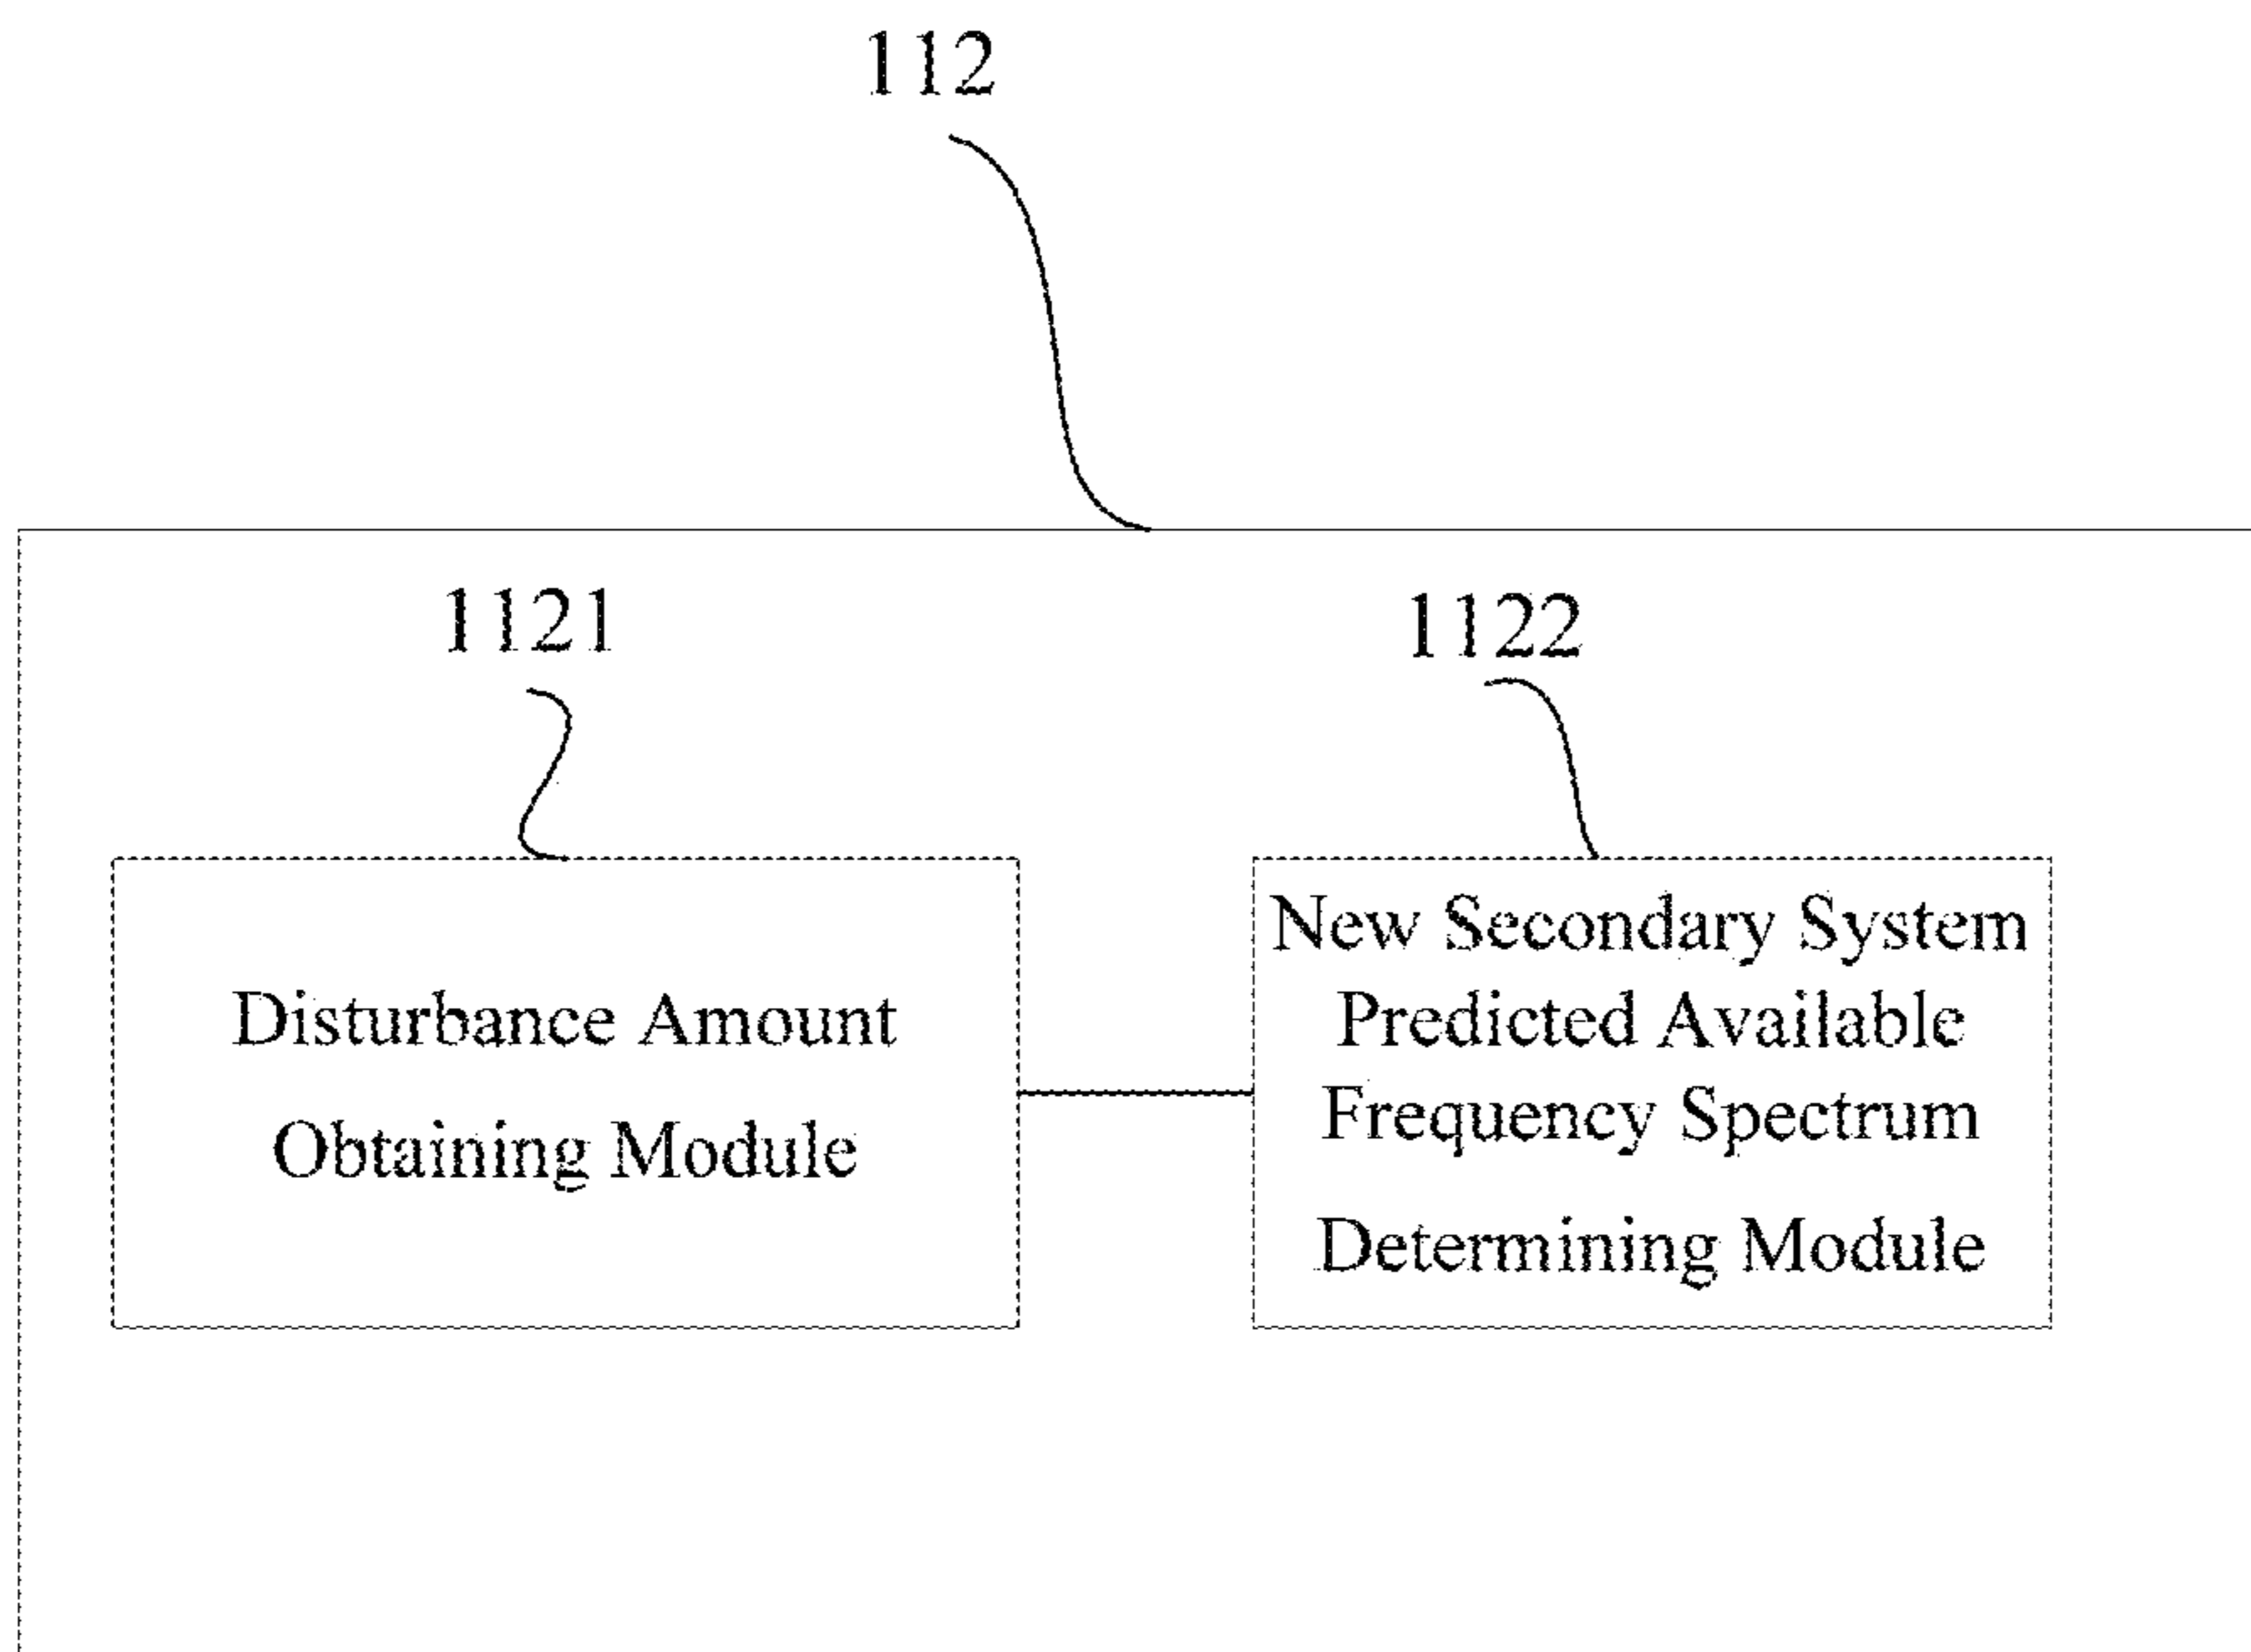 112
1121
1122
Disturbance Amount
Obtaining Module
New Secondary System
Predicted Available
Frequency Spectrum
Determining Module